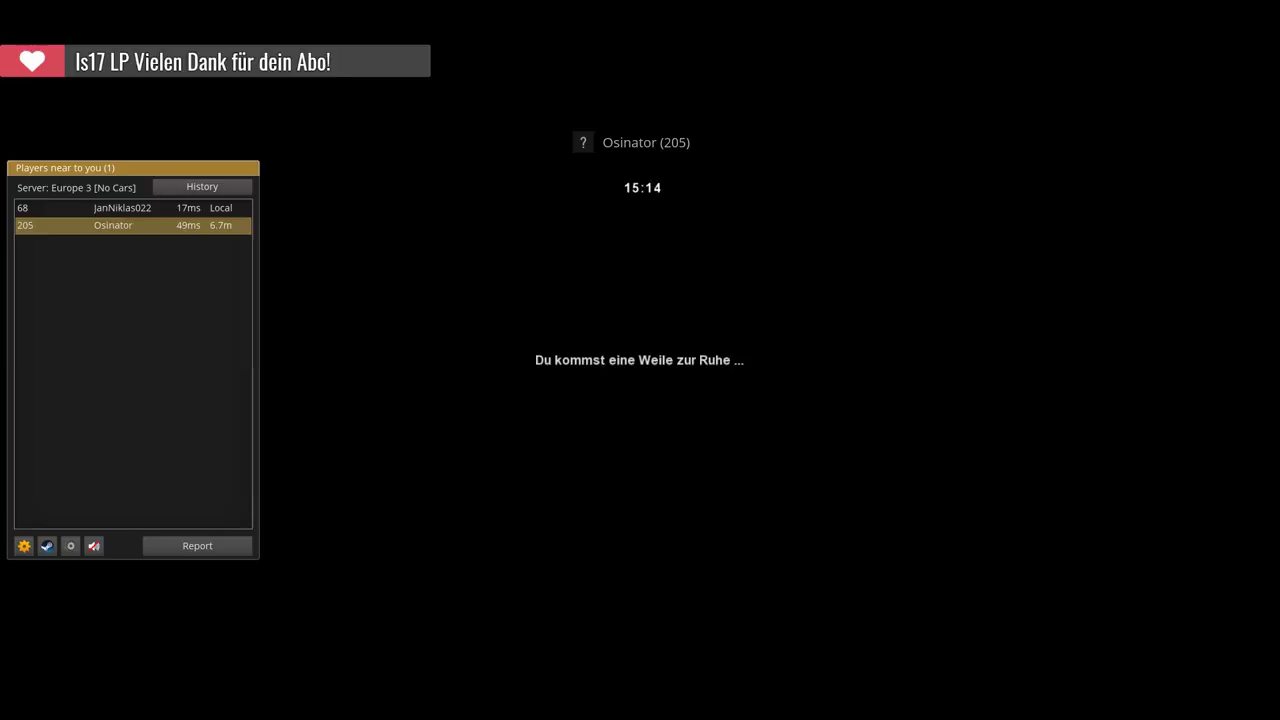 Is17 LP Vielen Dank für dein Abo!
? Osinator (205)
15:14
Players near to you (1)
Server: Europe 3 [No Cars] History
68 JanNiklas022 17ms Local
205 Osinator 49ms 6.7m
Du kommst eine Weile zur Ruhe ...
Report